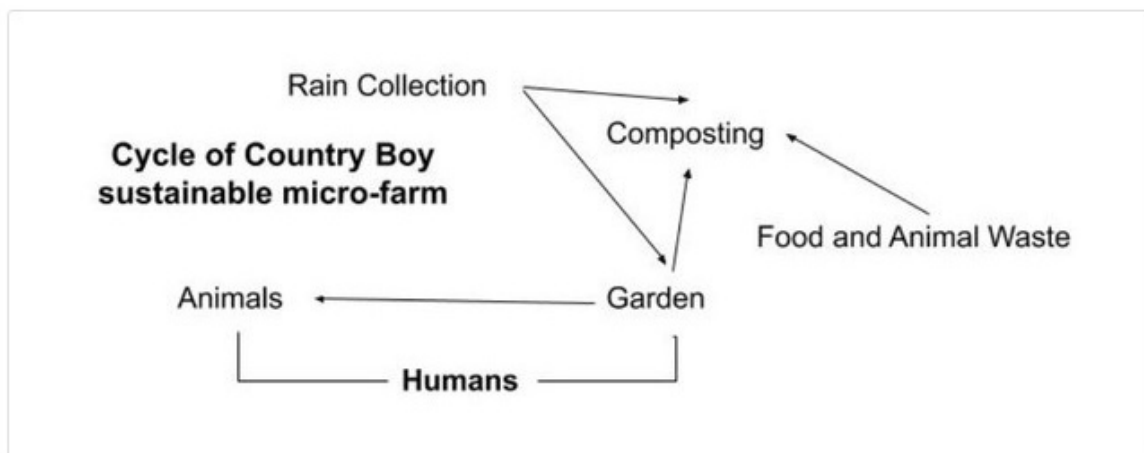 Rain Collection
Composting
Cycle of Country Boy
sustainable micro-farm
Food and Animal Waste
Animals
Garden
Humans